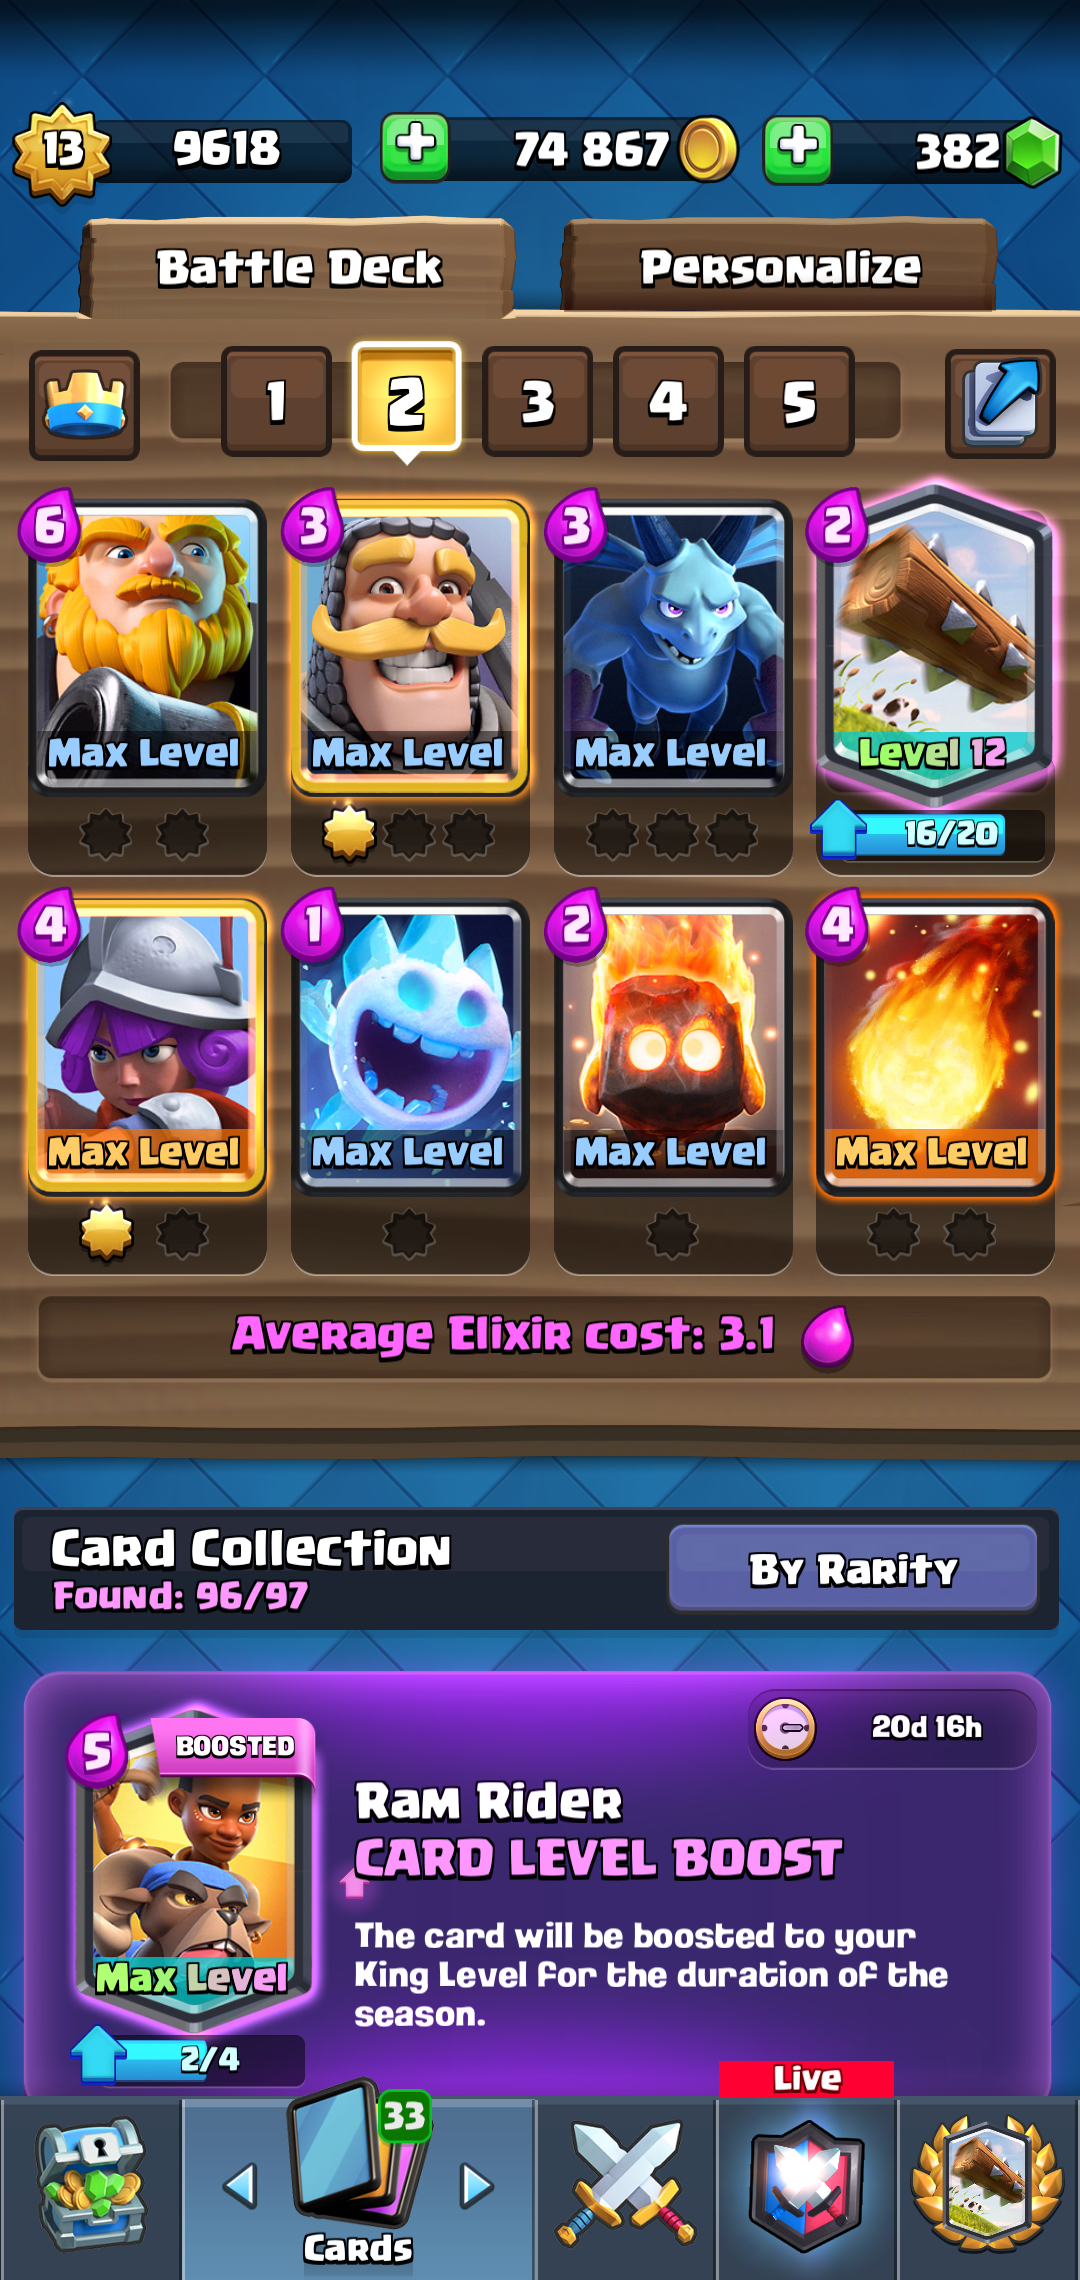 13 9618 74 867 382
Battle Deck Personalize
1 2 3 4 5
6 3 3 2
Max Level Max Level Max Level Level 12
16/20
4 1 2 4
Max Level Max Level Max Level Max Level
Average Elixir cost: 3.1
Card Collection
Found: 96/97
By Rarity
5 BOOSTED
20d 16h
Ram Rider
CARD LEVEL BOOST
The card will be boosted to your
King Level for the duration of the
season.
Max Level
2/4
Live
33
Cards